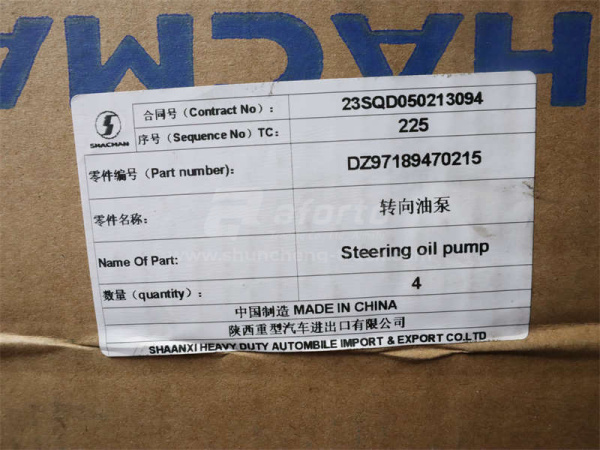 HACMA
SHACMAN
合同号（Contract No）： 23SQD050213094
序号（Sequence No）TC： 225
零件编号（Part number）： DZ97189470215
零件名称： 转向油泵
Name Of Part： Steering oil pump
数量（quantity）： 4
中国制造 MADE IN CHINA
陕西重型汽车进出口有限公司
SHAANXI HEAVY DUTY AUTOMBILE IMPORT & EXPORT CO.LTD
aforto
www.shuncheng-